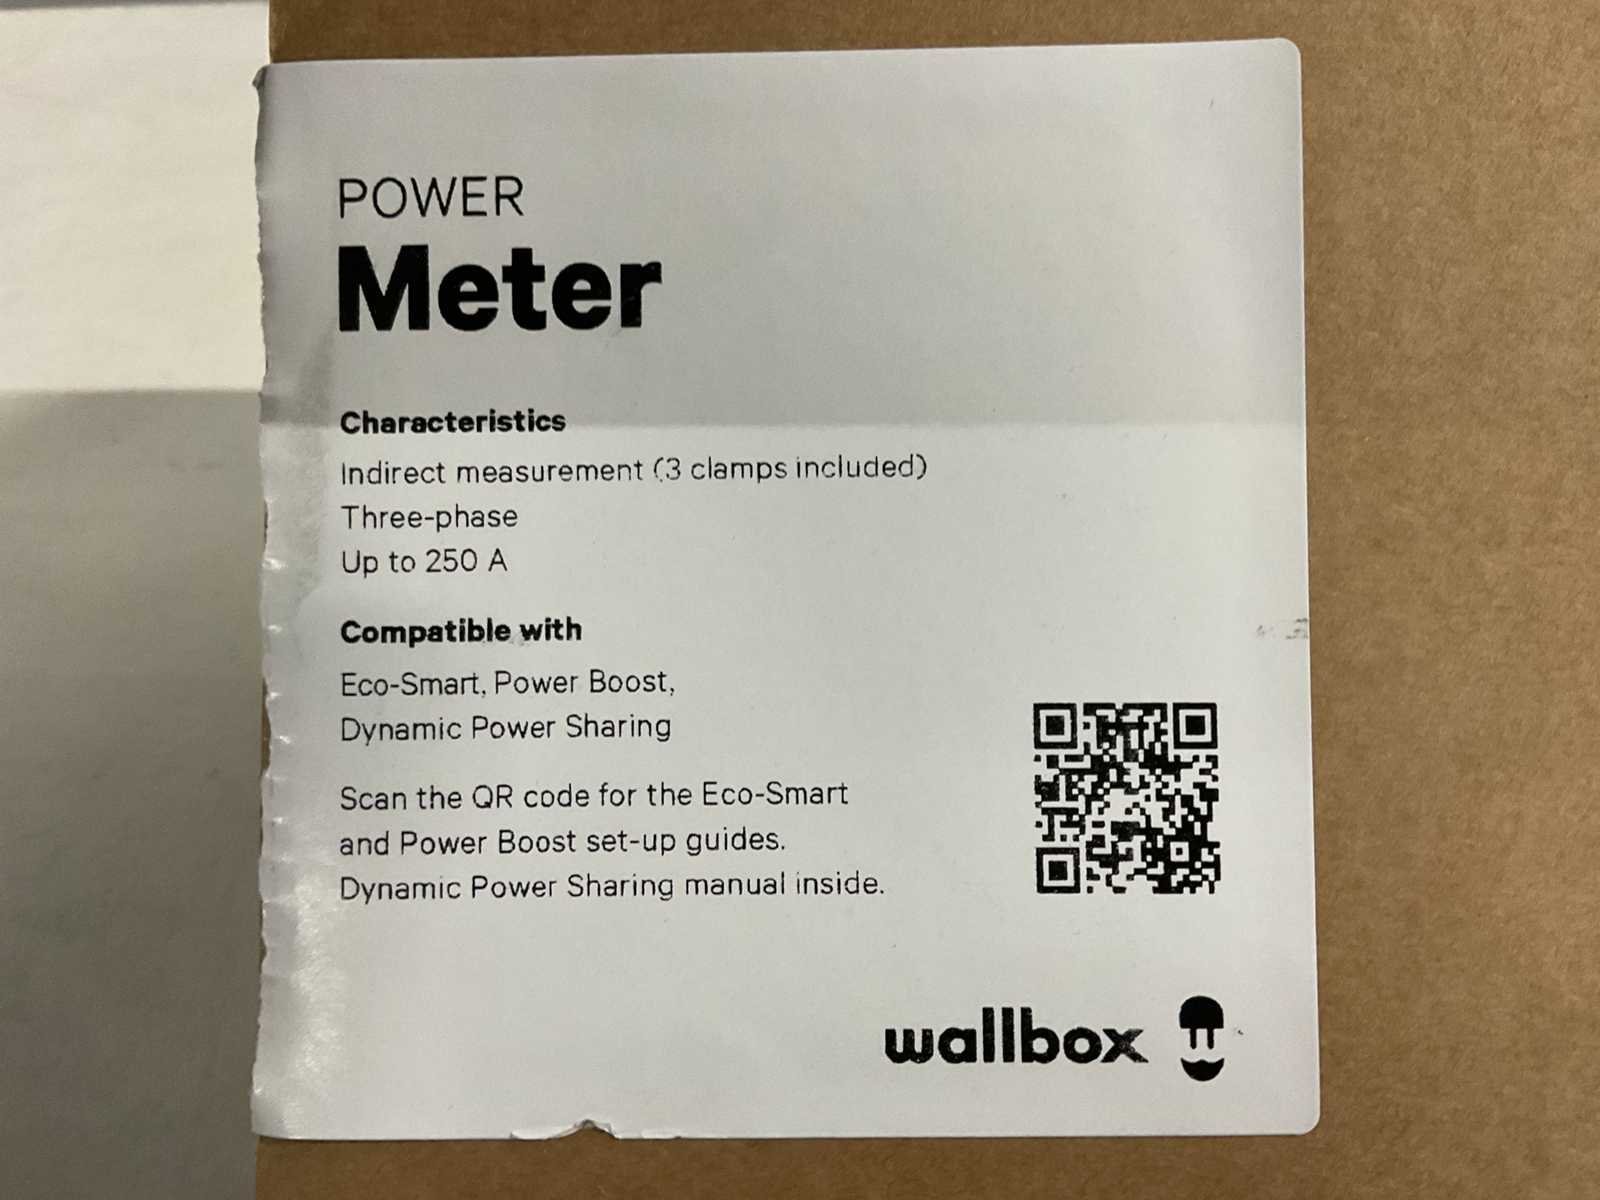 POWER
Meter
Characteristics
Indirect measurement (3 clamps included)
Three-phase
Up to 250 A
Compatible with
Eco-Smart, Power Boost,
Dynamic Power Sharing
Scan the QR code for the Eco-Smart
and Power Boost set-up guides.
Dynamic Power Sharing manual inside.
wallbox